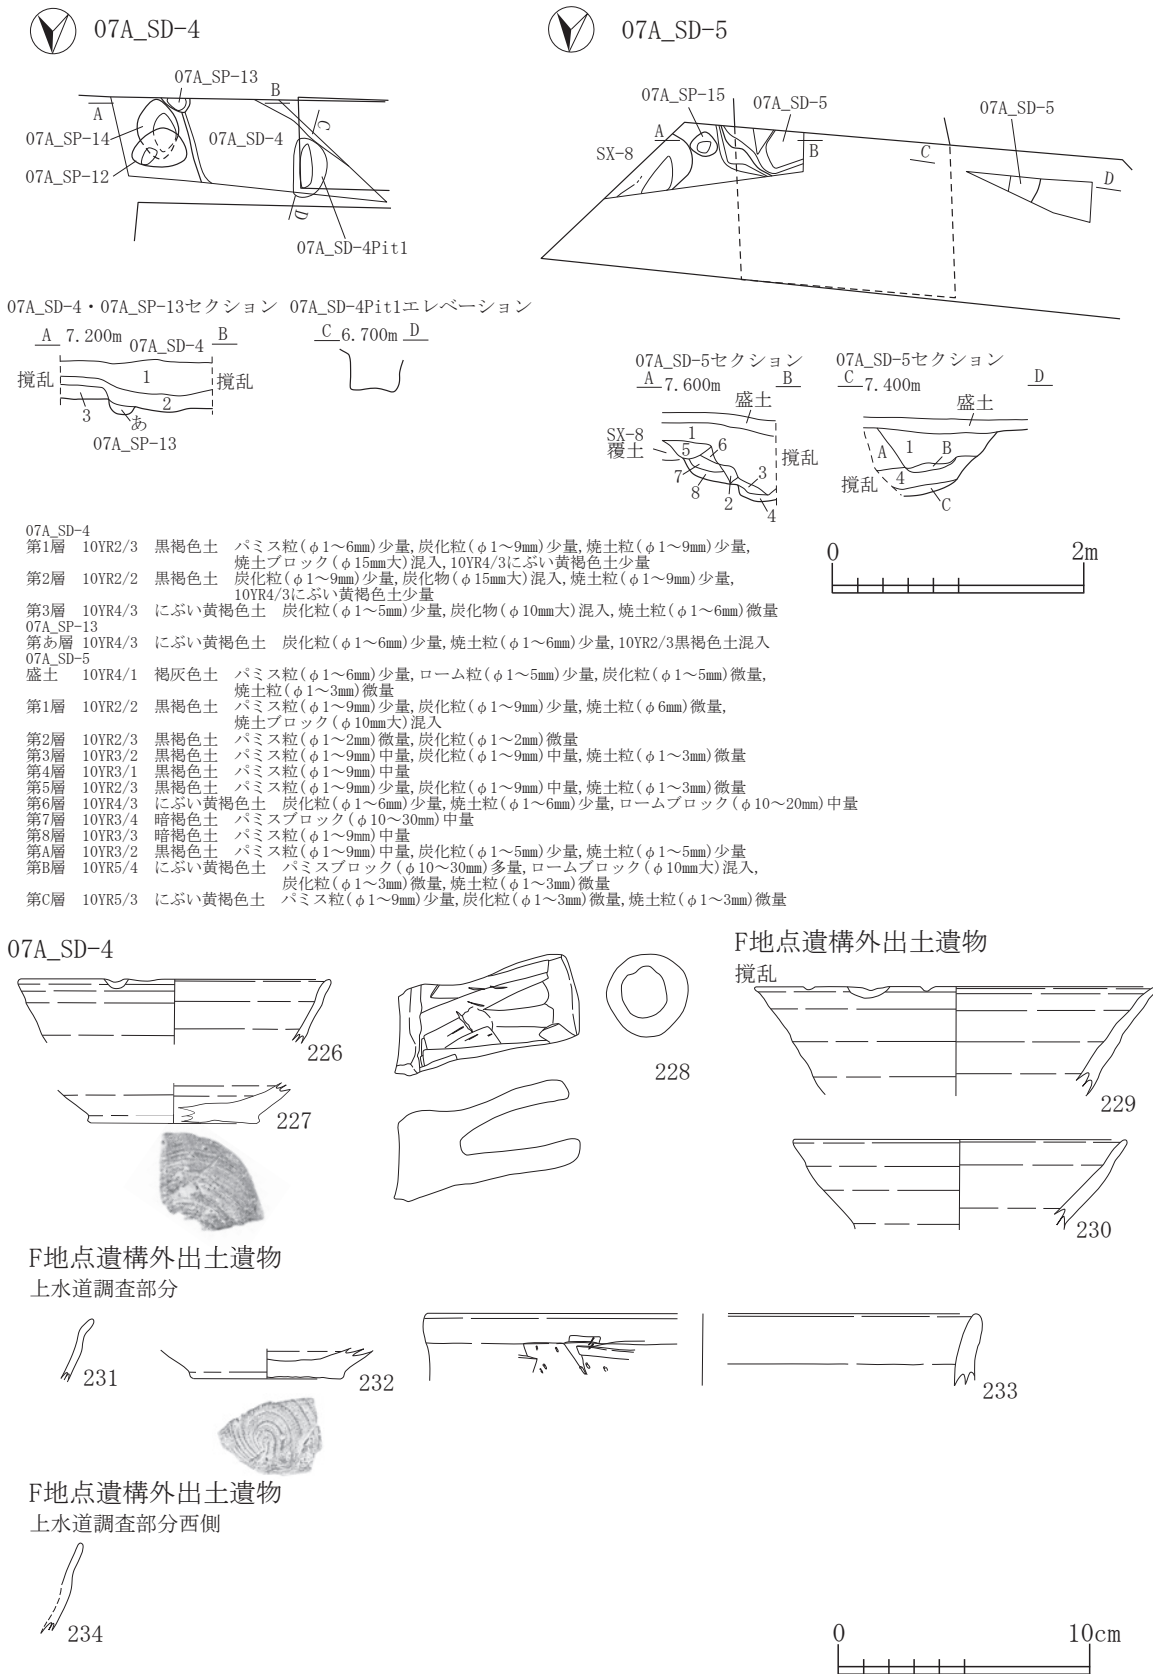 07A_SD-4
07A_SP-13
B
A
07A_SP-14
07A_SD-4
C
07A_SP-12
D
07A_SD-4Pit1
07A_SD-5
07A_SP-15
07A_SD-5
07A_SD-5
A
SX-8
B
C
D
07A_SD-4・07A_SP-13セクション
A 7.200m 07A_SD-4 B
撹乱
1
撹乱
2
3
あ
07A_SP-13
07A_SD-4Pit1エレベーション
C 6.700m D
07A_SD-5セクション
A 7.600m B
盛土
SX-8
覆土
1
5
6
撹乱
7
3
8
2
4
07A_SD-5セクション
C 7.400m D
盛土
A
1
B
撹乱
4
C
0 2m
07A_SD-4
第1層 10YR2/3 黒褐色土 パミス粒(φ1～6㎜)少量,炭化粒(φ1～9㎜)少量,焼土粒(φ1～9㎜)少量,
焼土ブロック(φ15㎜大)混入,10YR4/3にぶい黄褐色土少量
第2層 10YR2/2 黒褐色土 炭化粒(φ1～9㎜)少量,炭化物(φ15㎜大)混入,焼土粒(φ1～9㎜)少量,
10YR4/3にぶい黄褐色土少量
第3層 10YR4/3 にぶい黄褐色土 炭化粒(φ1～5㎜)少量,炭化物(φ10㎜大)混入,焼土粒(φ1～6㎜)微量
07A_SP-13
第あ層 10YR4/3 にぶい黄褐色土 炭化粒(φ1～6㎜)少量,焼土粒(φ1～6㎜)少量,10YR2/3黒褐色土混入
07A_SD-5
盛土 10YR4/1 褐灰色土 パミス粒(φ1～6㎜)少量,ローム粒(φ1～5㎜)少量,炭化粒(φ1～5㎜)微量,
焼土粒(φ1～3㎜)微量
第1層 10YR2/2 黒褐色土 パミス粒(φ1～9㎜)少量,炭化粒(φ1～9㎜)少量,焼土粒(φ6㎜)微量,
焼土ブロック(φ10㎜大)混入
第2層 10YR2/3 黒褐色土 パミス粒(φ1～2㎜)微量,炭化粒(φ1～2㎜)微量
第3層 10YR3/2 黒褐色土 パミス粒(φ1～9㎜)中量,炭化粒(φ1～9㎜)中量,焼土粒(φ1～3㎜)微量
第4層 10YR3/1 黒褐色土 パミス粒(φ1～9㎜)中量
第5層 10YR2/3 黒褐色土 パミス粒(φ1～9㎜)少量,炭化粒(φ1～9㎜)中量,焼土粒(φ1～3㎜)微量
第6層 10YR4/3 にぶい黄褐色土 炭化粒(φ1～6㎜)少量,焼土粒(φ1～6㎜)少量,ロームブロック(φ10～20㎜)中量
第7層 10YR3/4 暗褐色土 パミスブロック(φ10～30㎜)中量
第8層 10YR3/3 暗褐色土 パミス粒(φ1～9㎜)中量
第A層 10YR3/2 黒褐色土 パミス粒(φ1～9㎜)中量,炭化粒(φ1～5㎜)少量,焼土粒(φ1～5㎜)少量
第B層 10YR5/4 にぶい黄褐色土 パミスブロック(φ10～30㎜)多量,ロームブロック(φ10㎜大)混入,
炭化粒(φ1～3㎜)微量,焼土粒(φ1～3㎜)微量
第C層 10YR5/3 にぶい黄褐色土 パミス粒(φ1～9㎜)少量,炭化粒(φ1～3㎜)微量,焼土粒(φ1～3㎜)微量
07A_SD-4
226
227
228
F地点遺構外出土遺物
撹乱
229
230
F地点遺構外出土遺物
上水道調査部分
231
232
233
F地点遺構外出土遺物
上水道調査部分西側
234
0 10cm